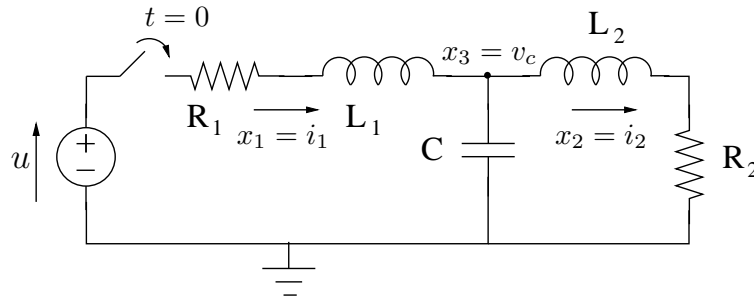 t = 0
L₂
x₃ = v_c
R₁
L₁
x₁ = i₁
C
x₂ = i₂
R₂
u
+
−